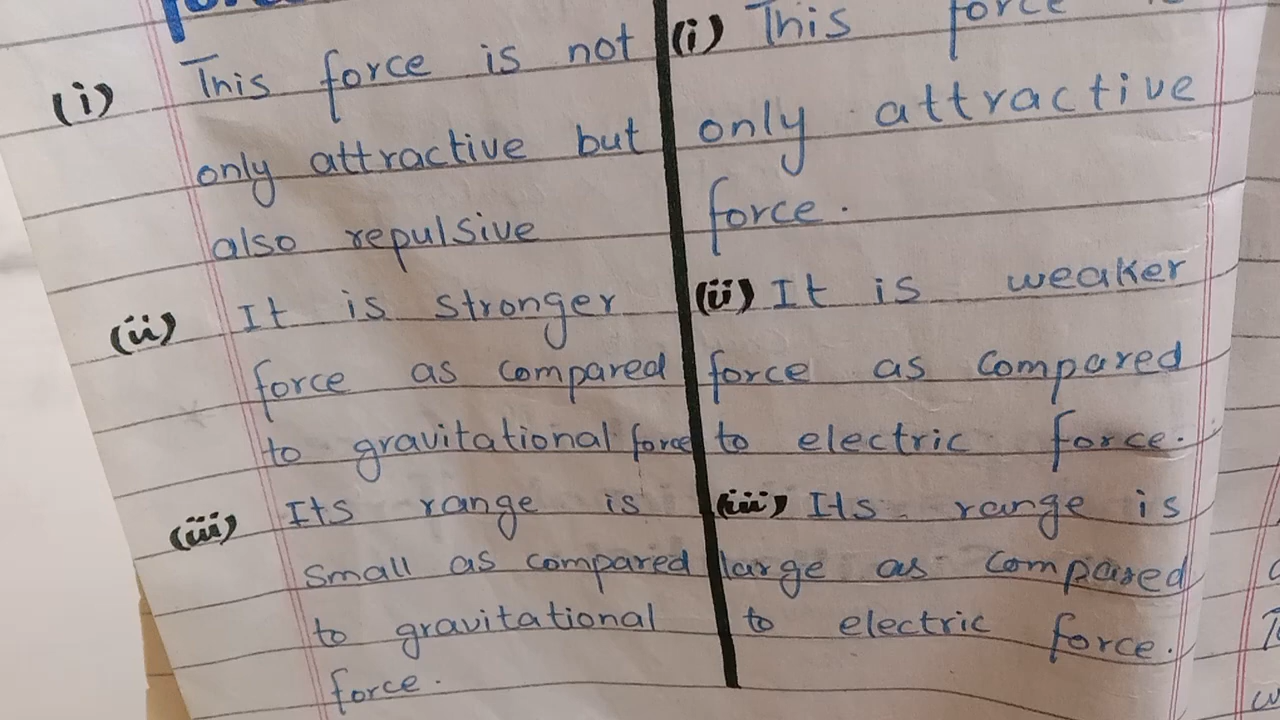 (i) This force is not
only attractive but
also repulsive
(ii) It is stronger
force as compared
to gravitational force
(iii) Its range is
small as compared
to gravitational
force.
(i) This force
only attractive
force.
(ii) It is weaker
force as compared
to electric force.
(iii) Its range is
large as compared
to electric force.